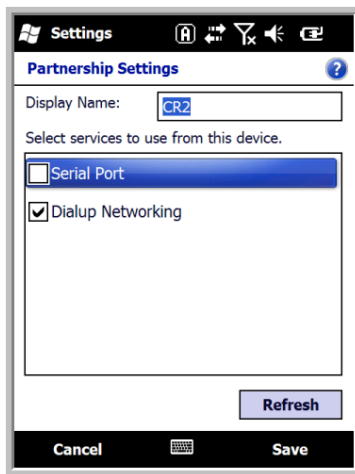 Settings
Partnership Settings
Display Name: CR2
Select services to use from this device.
Serial Port
Dialup Networking
Refresh
Cancel Save